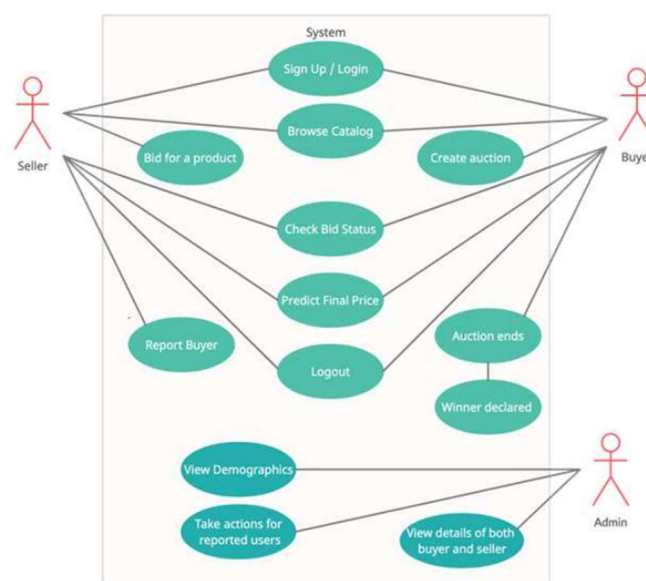 System
Sign Up / Login
Browse Catalog
Bid for a product
Create auction
Seller
Buye
Check Bid Status
Predict Final Price
Report Buyer
Auction ends
Logout
Winner declared
View Demographics
Take actions for
reported users
View details of both
buyer and seller
Admin